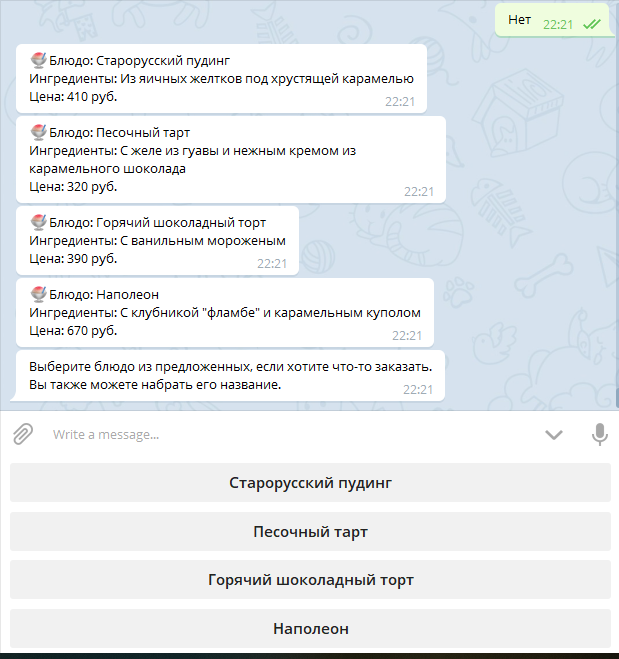 Нет 22:21
Блюдо: Старорусский пудинг
Ингредиенты: Из яичных желтков под хрустящей карамелью
Цена: 410 руб.
22:21
Блюдо: Песочный тарт
Ингредиенты: С желе из гуавы и нежным кремом из
карамельного шоколада
Цена: 320 руб.
22:21
Блюдо: Горячий шоколадный торт
Ингредиенты: С ванильным мороженым
Цена: 390 руб.
22:21
Блюдо: Наполеон
Ингредиенты: С клубникой "фламбе" и карамельным куполом
Цена: 670 руб.
22:21
Выберите блюдо из предложенных, если хотите что-то заказать.
Вы также можете набрать его название.
22:21
Write a message...
Старорусский пудинг
Песочный тарт
Горячий шоколадный торт
Наполеон